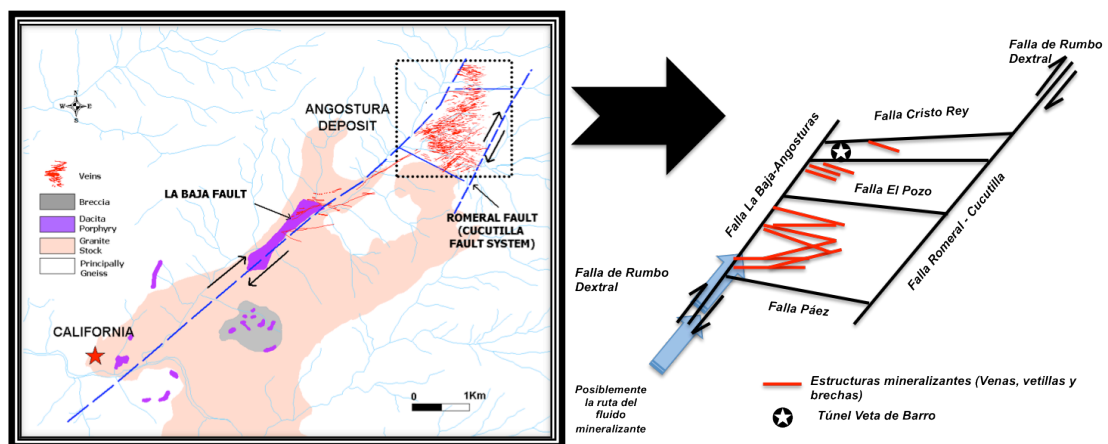 ANGOSTURA
DEPOSIT
N
W
E
S
Veins
Breccia
Dacita
Porphyry
Granite
Stock
Principally
Gneiss
LA BAJA FAULT
ROMERAL FAULT
(CUCUTILLA
FAULT SYSTEM)
CALIFORNIA
0 1Km
Falla de Rumbo
Dextral
Falla Cristo Rey
Falla La Baja-Angosturas
Falla El Pozo
Falla Romeral - Cucutilla
Falla de Rumbo
Dextral
Falla Páez
Posiblemente
la ruta del
fluido
mineralizante
Estructuras mineralizantes (Venas, vetillas y
brechas)
Túnel Veta de Barro